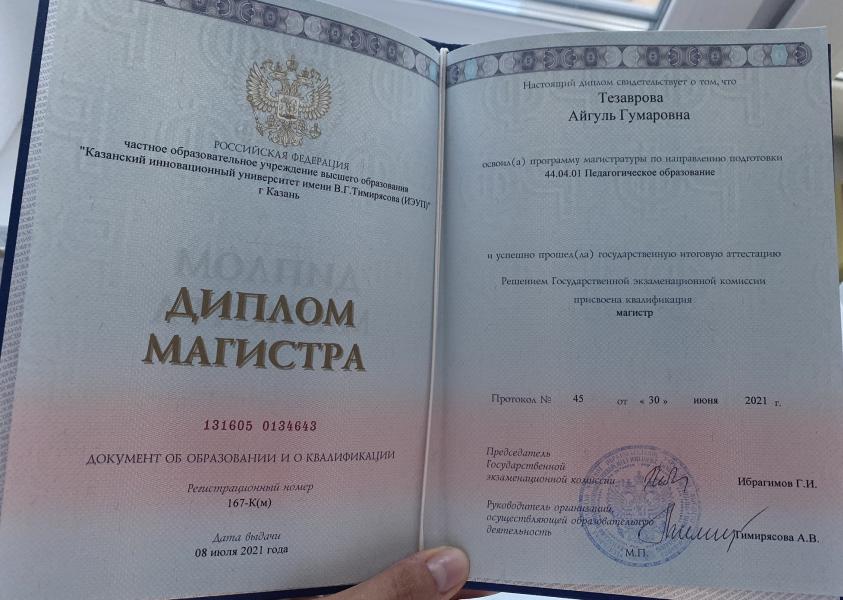 РОССИЙСКАЯ ФЕДЕРАЦИЯ
частное образовательное учреждение высшего образования
"Казанский инновационный университет имени В.Г.Тимирясова (ИЭУП)"
г Казань
ДИПЛОМ
МАГИСТРА
131605 0134643
ДОКУМЕНТ ОБ ОБРАЗОВАНИИ И О КВАЛИФИКАЦИИ
Регистрационный номер
167-К(м)
Дата выдачи
08 июля 2021 года
Настоящий диплом свидетельствует о том, что
Тезаврова
Айгуль Гумаровна
освоил(а) программу магистратуры по направлению подготовки
44.04.01 Педагогическое образование
и успешно прошел(ла) государственную итоговую аттестацию
Решением Государственной экзаменационной комиссии
присвоена квалификация
магистр
Протокол № 45 от « 30 » июня 2021 г.
Председатель
Государственной
экзаменационной комиссии Ибрагимов Г.И.
Руководитель организации,
осуществляющей образовательную
деятельность Тимирясова А.В.
М.П.